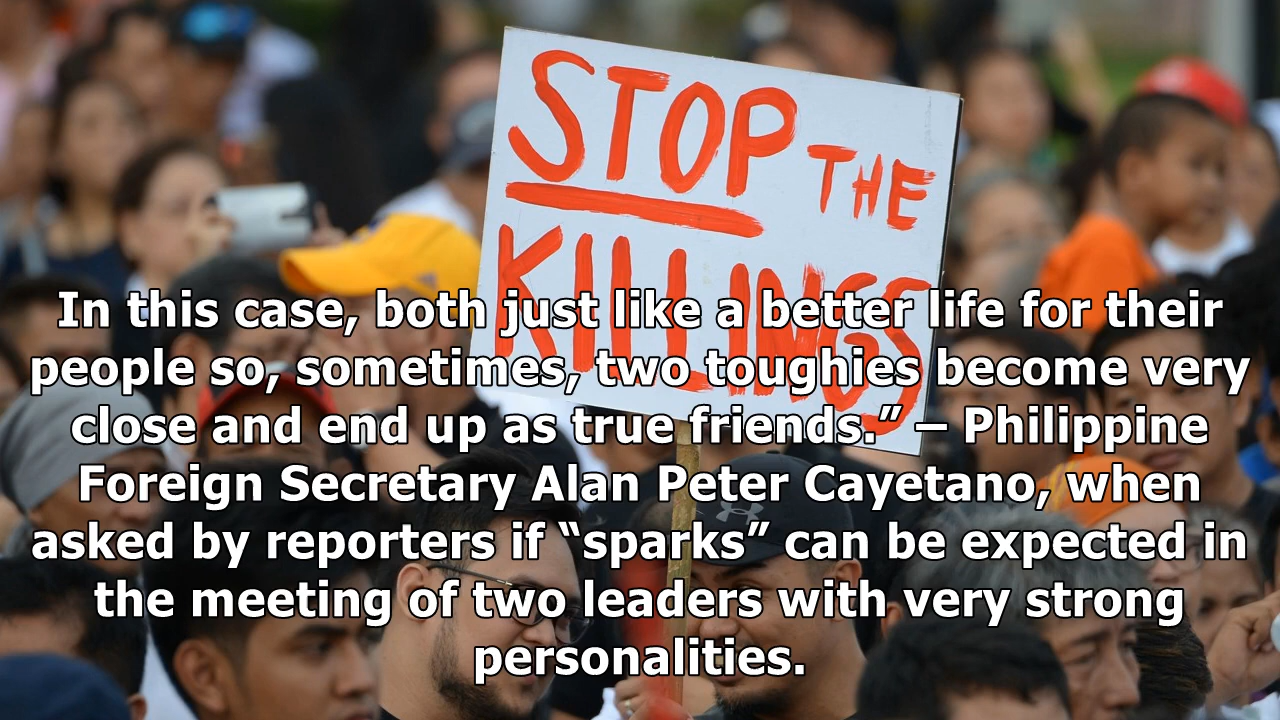 STOP THE
KILLINGS
In this case, both just like a better life for their
people so, sometimes, two toughies become very
close and end up as true friends.” – Philippine
Foreign Secretary Alan Peter Cayetano, when
asked by reporters if “sparks” can be expected in
the meeting of two leaders with very strong
personalities.